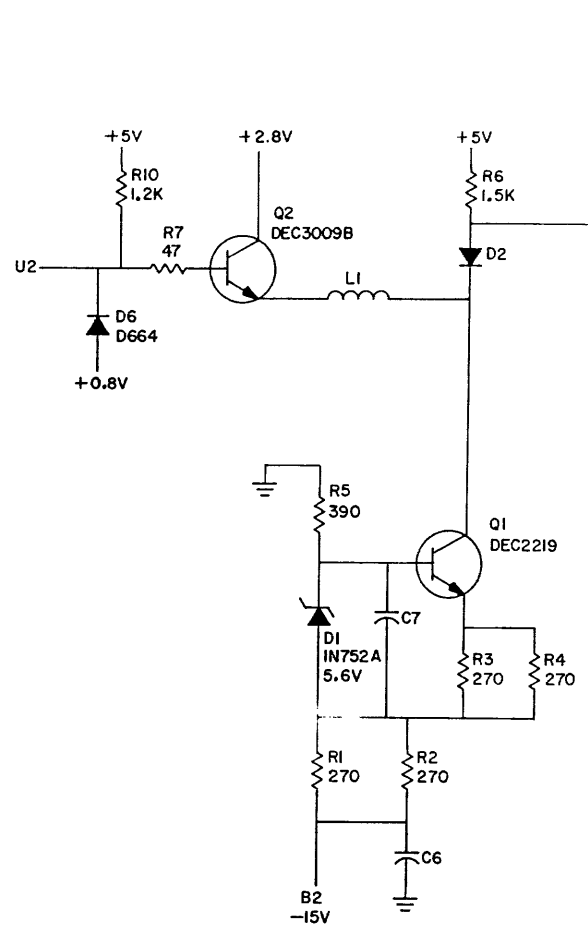 +5V
+2.8V
+5V
R10
1.2K
R6
1.5K
Q2
DEC3009B
R7
47
U2
D2
L1
D6
D664
+0.8V
R5
390
Q1
DEC2219
C7
D1
1N752A
5.6V
R3
270
R4
270
R1
270
R2
270
C6
B2
-15V